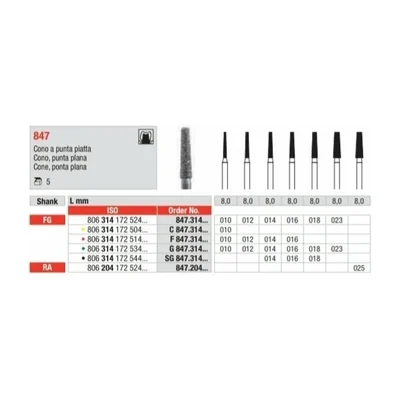 847
Cono a punta piatta
Cono, punta plana
Cone, ponta plana
5
Shank L mm 8,0 8,0 8,0 8,0 8,0 8,0 8,0
ISO Order No.
FG 806 314 172 524... 847.314... 010 012 014 016 018 023
806 314 172 504... C 847.314... 010
806 314 172 514... F 847.314... 010 012 014 016
806 314 172 534... G 847.314... 010 012 014 016 018 023
806 314 172 544... SG 847.314... 014 016 018
RA 806 204 172 524... 847.204... 025